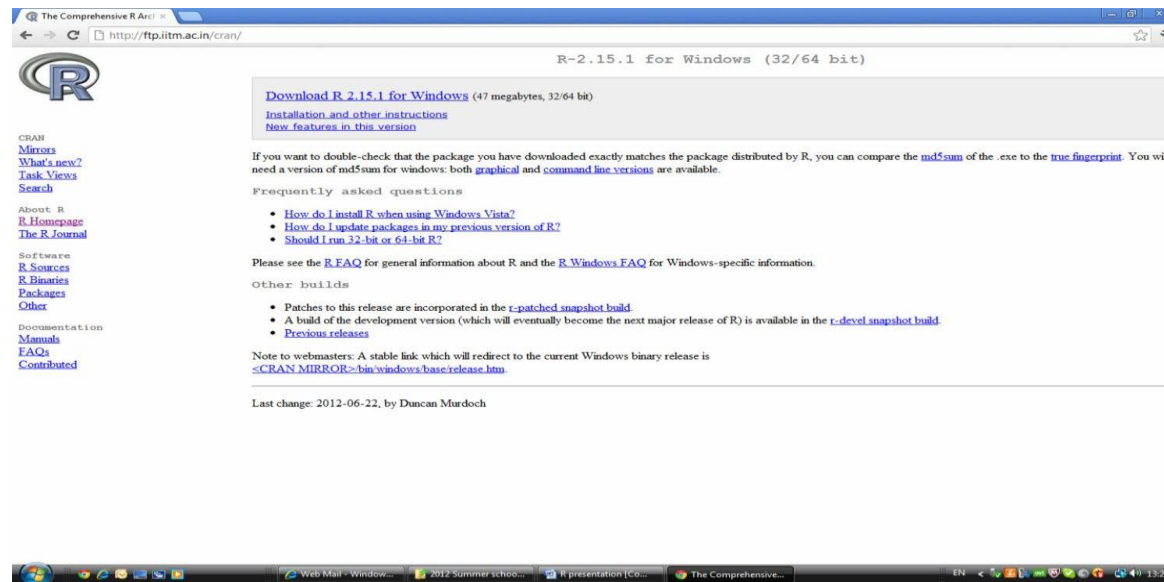 The Comprehensive R Arcl
http://ftp.iitm.ac.in/cran/
R
CRAN
Mirrors
What's new?
Task Views
Search
About R
R Homepage
The R Journal
Software
R Sources
R Binaries
Packages
Other
Documentation
Manuals
FAQs
Contributed
R-2.15.1 for Windows (32/64 bit)
Download R 2.15.1 for Windows (47 megabytes, 32/64 bit)
Installation and other instructions
New features in this version
If you want to double-check that the package you have downloaded exactly matches the package distributed by R, you can compare the md5sum of the .exe to the true fingerprint. You wi
need a version of md5sum for windows: both graphical and command line versions are available.
Frequently asked questions
• How do I install R when using Windows Vista?
• How do I update packages in my previous version of R?
• Should I run 32-bit or 64-bit R?
Please see the R FAQ for general information about R and the R Windows FAQ for Windows-specific information.
Other builds
• Patches to this release are incorporated in the r-patched snapshot build.
• A build of the development version (which will eventually become the next major release of R) is available in the r-devel snapshot build.
• Previous releases
Note to webmasters: A stable link which will redirect to the current Windows binary release is
<CRAN MIRROR>/bin/windows/base/release.htm.
Last change: 2012-06-22, by Duncan Murdoch
Web Mail - Window... 2012 Summer schoo... R presentation [Co... The Comprehensive... EN 13:2